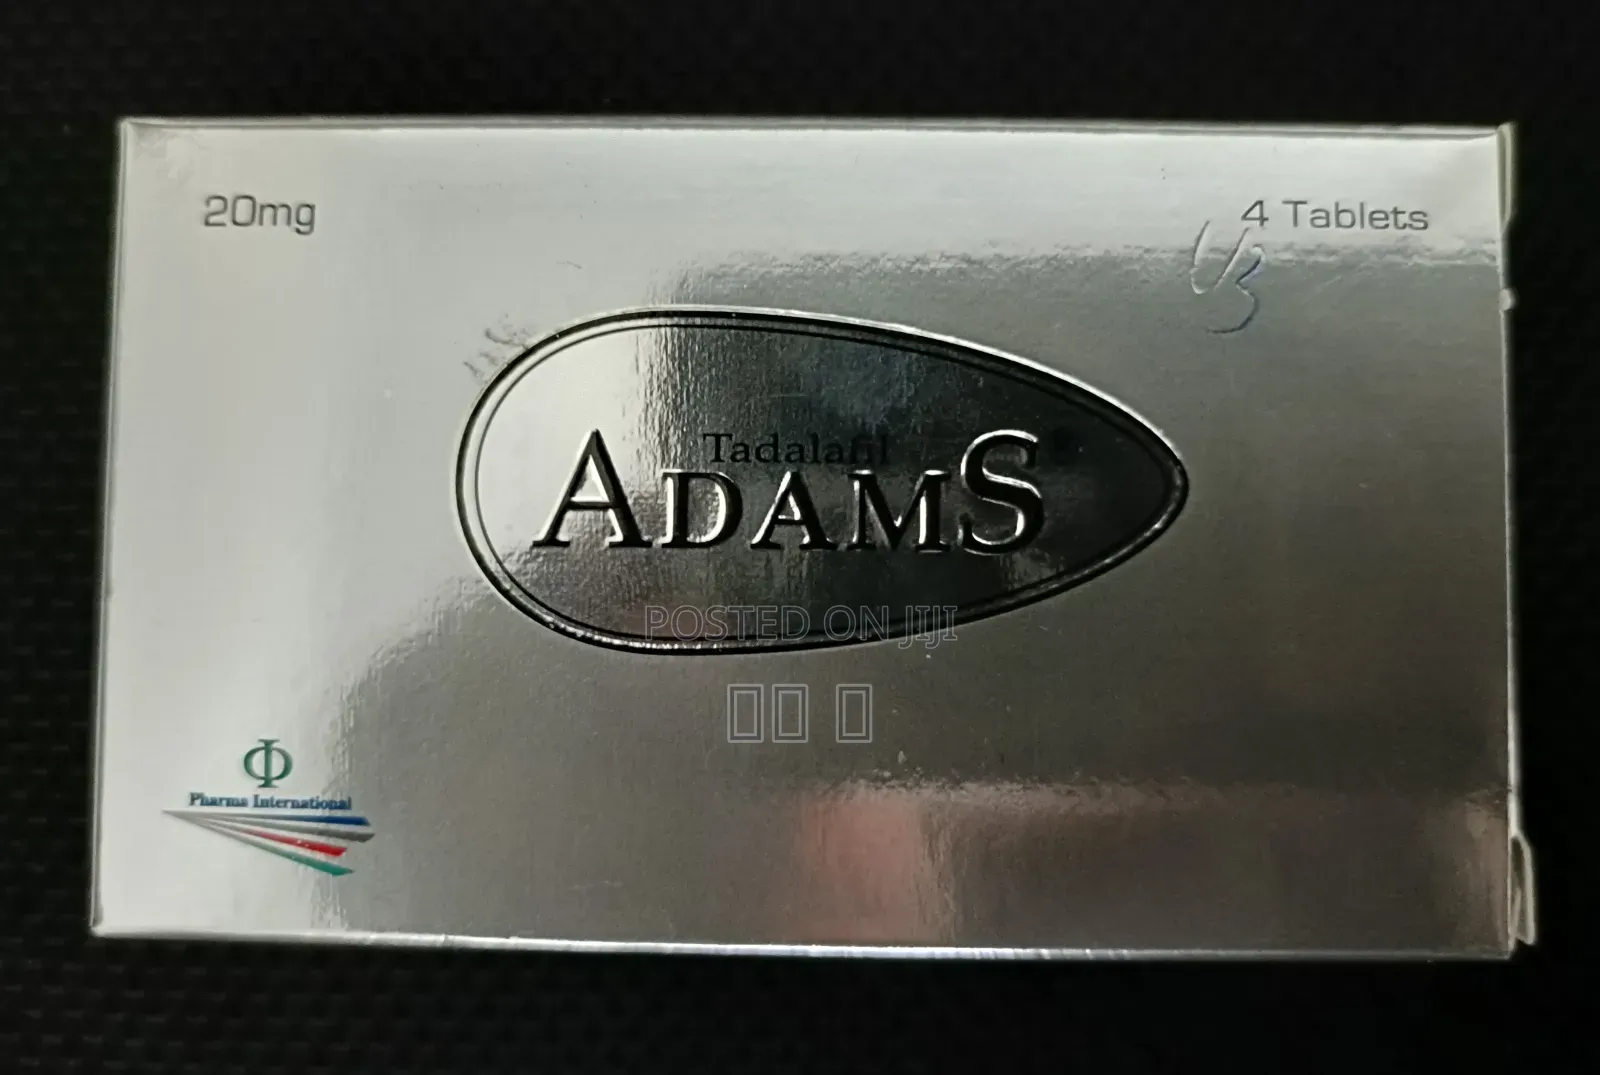 20mg
4 Tablets
Tadalafil
ADAMS
POSTED ON JIJI
Φ
Pharma International